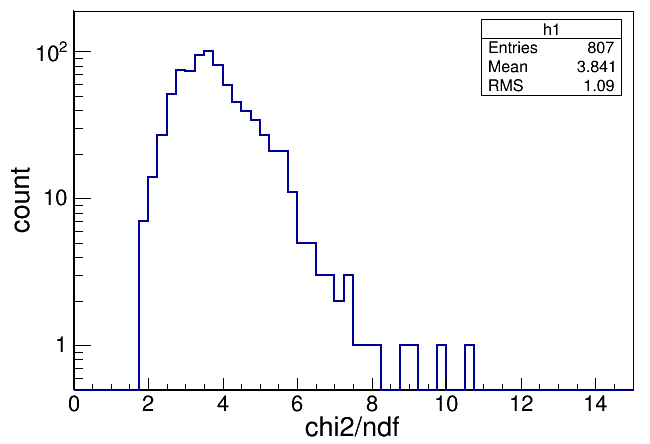 h1
Entries 807
Mean 3.841
RMS 1.09
10²
10
1
count
0 2 4 6 8 10 12 14
chi2/ndf